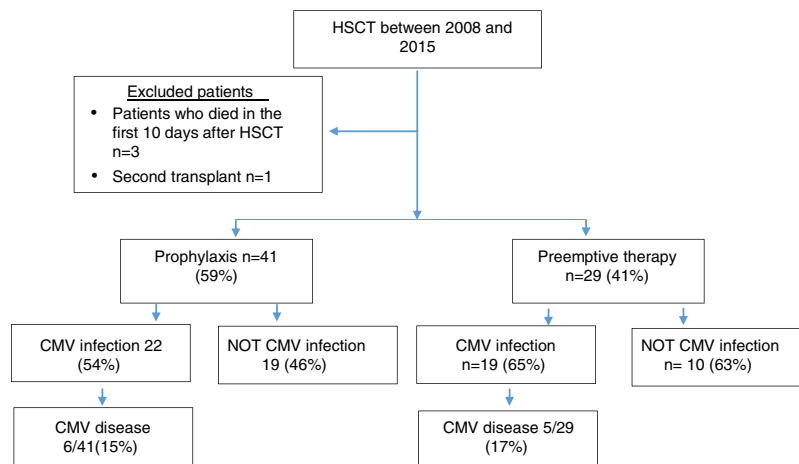 HSCT between 2008 and
2015
Excluded patients
• Patients who died in the
first 10 days after HSCT
n=3
• Second transplant n=1
Prophylaxis n=41
(59%)
Preemptive therapy
n=29 (41%)
CMV infection 22
(54%)
NOT CMV infection
19 (46%)
CMV infection
n=19 (65%)
NOT CMV infection
n= 10 (63%)
CMV disease
6/41(15%)
CMV disease 5/29
(17%)